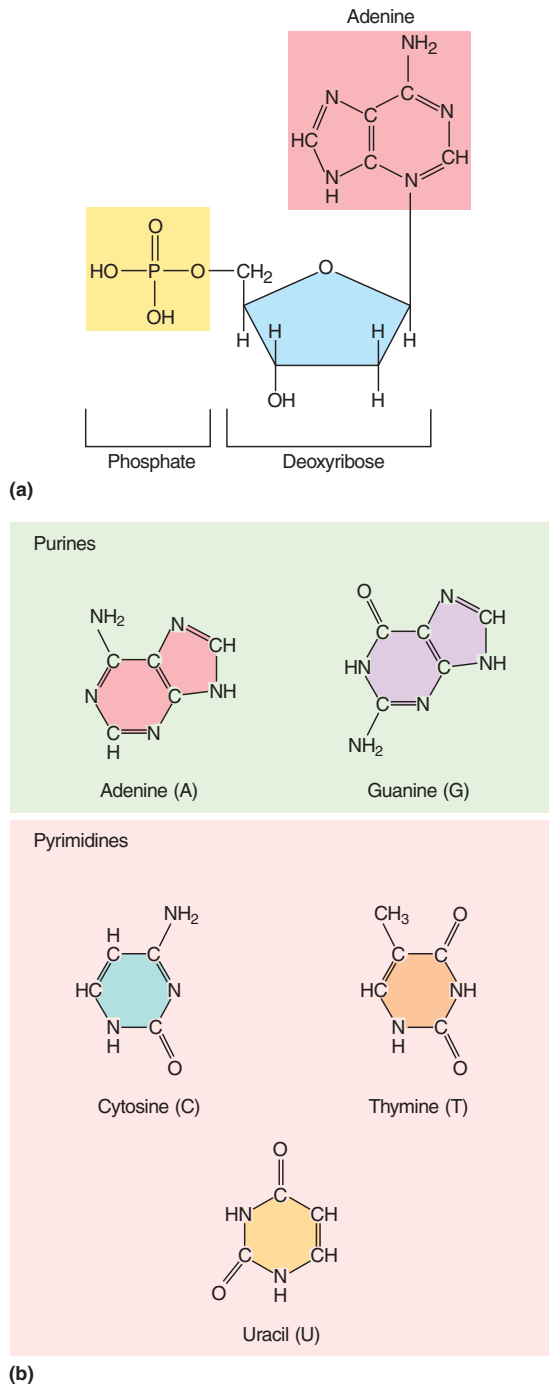 Adenine
NH2
N C N
HC C CH
N C N
H
O
HO P O CH2 O
OH
H H H H
OH H
Phosphate Deoxyribose
(a)
Purines
O N
NH2 N C C CH
C C CH HN C NH
N C NH C N
C N NH2
H
Adenine (A) Guanine (G)
Pyrimidines
NH2 CH3 O
H
C C C C
HC N HC NH
N C N C
H O H O
Cytosine (C) Thymine (T)
O
C
HN CH
C CH
O N
H
Uracil (U)
(b)